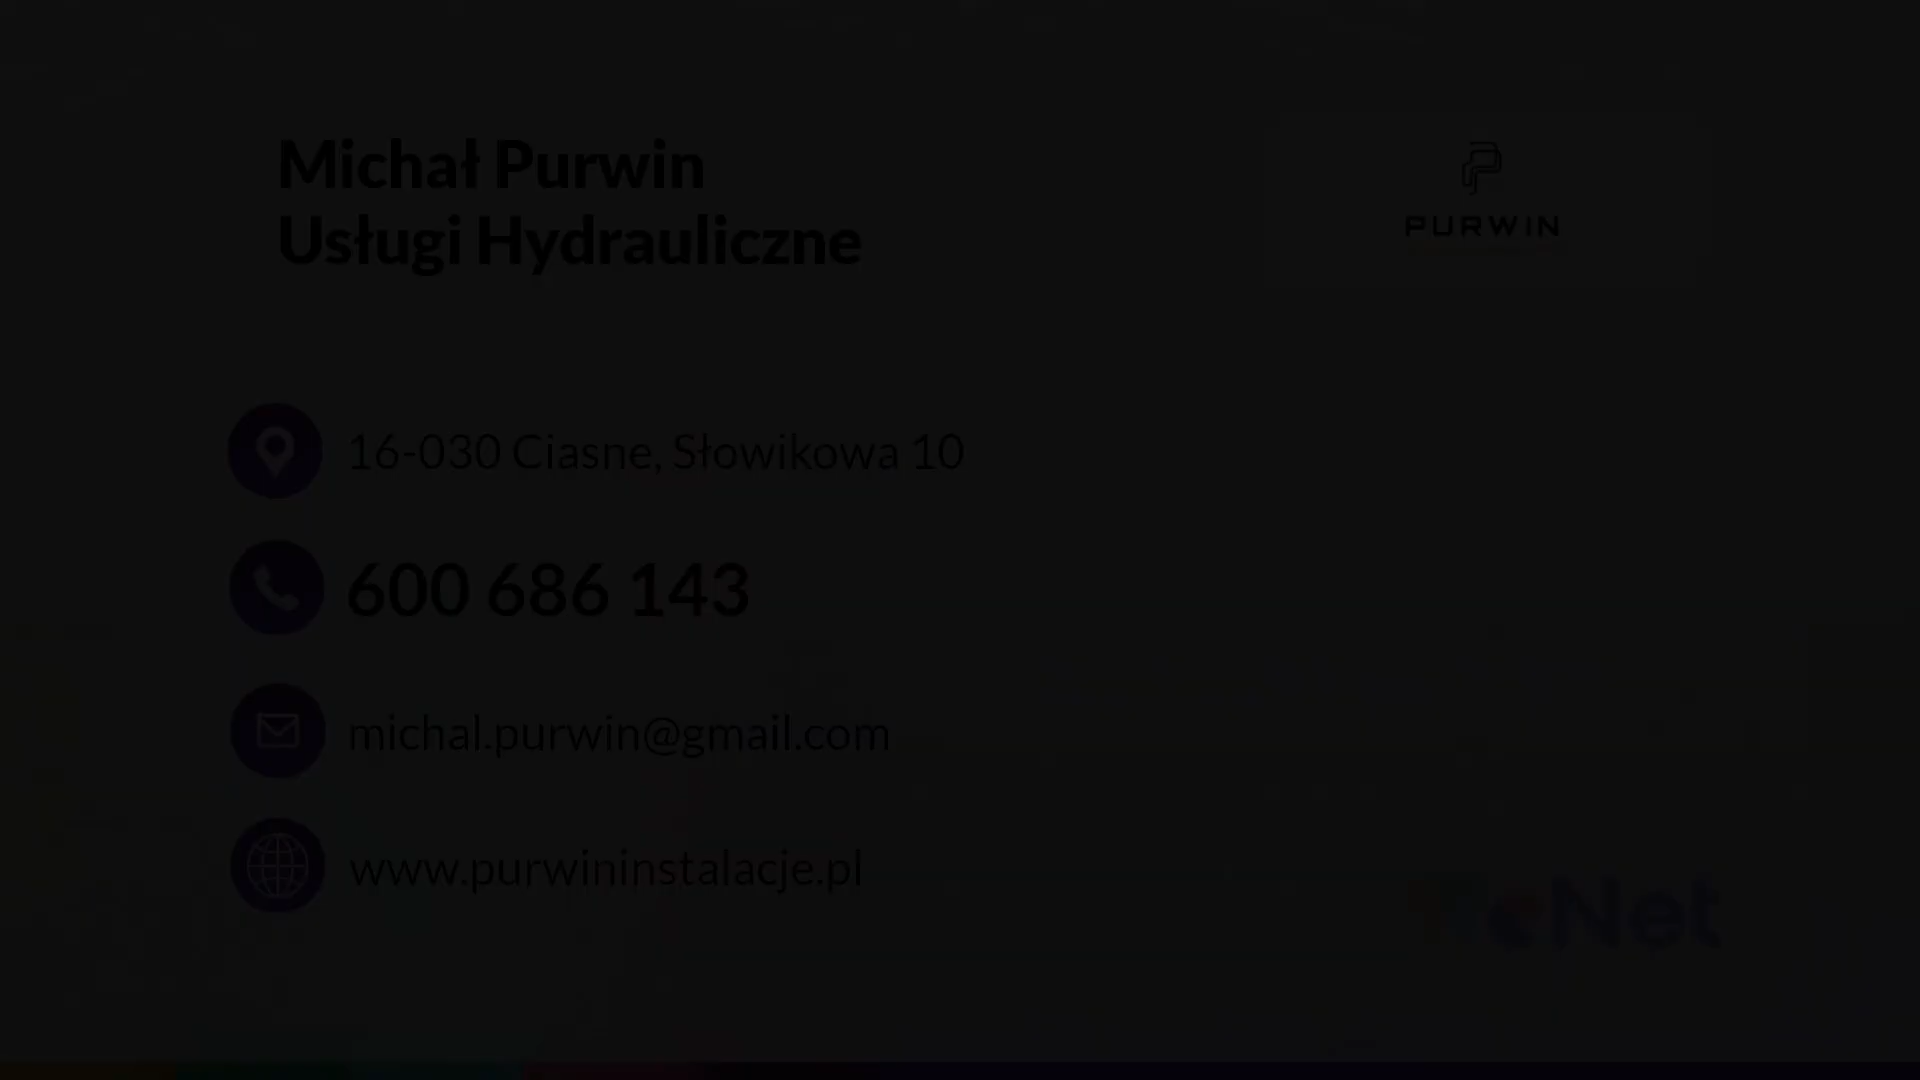 Michał Purwin
Usługi Hydrauliczne
PURWIN
16-030 Ciasne, Słowikowa 10
600 686 143
michal.purwin@gmail.com
www.purwininstalacje.pl
Net